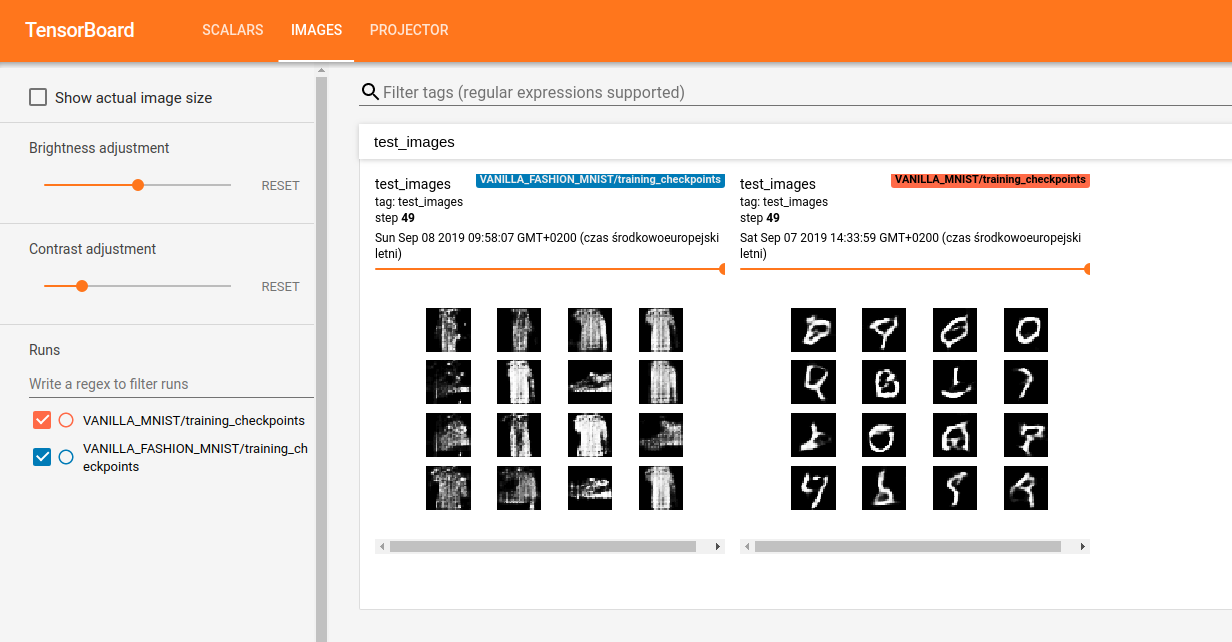 TensorBoard
SCALARS
IMAGES
PROJECTOR
Show actual image size
Brightness adjustment
RESET
Contrast adjustment
RESET
Runs
Write a regex to filter runs
VANILLA_MNIST/training_checkpoints
VANILLA_FASHION_MNIST/training_ch
eckpoints
Filter tags (regular expressions supported)
test_images
test_images
VANILLA_FASHION_MNIST/training_checkpoints
tag: test_images
step 49
Sun Sep 08 2019 09:58:07 GMT+0200 (czas środkowoeuropejski
letni)
test_images
VANILLA_MNIST/training_checkpoints
tag: test_images
step 49
Sat Sep 07 2019 14:33:59 GMT+0200 (czas środkowoeuropejski
letni)